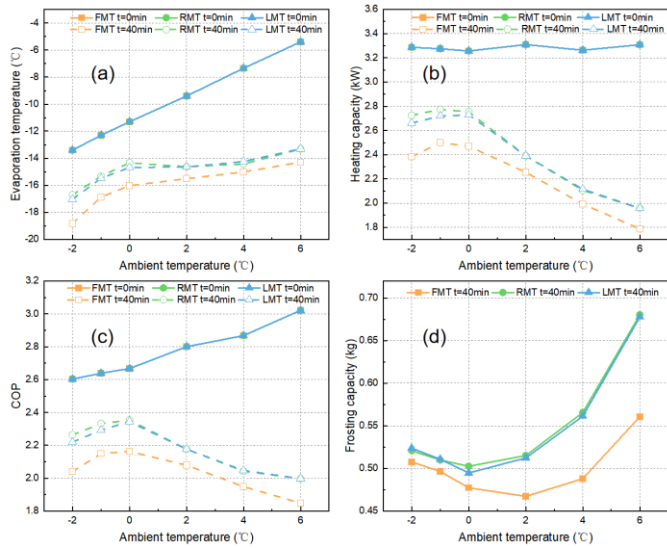 FMT t=0min RMT t=0min LMT t=0min
FMT t=40min RMT t=40min LMT t=40min
(a)
Evaporation temperature (℃)
-4
-6
-8
-10
-12
-14
-16
-18
-20
-2 0 2 4 6
Ambient temperature (℃)
FMT t=0min RMT t=0min LMT t=0min
FMT t=40min RMT t=40min LMT t=40min
(b)
Heating capacity (kW)
3.6
3.4
3.2
3.0
2.8
2.6
2.4
2.2
2.0
1.8
-2 0 2 4 6
Ambient temperature (℃)
FMT t=0min RMT t=0min LMT t=0min
FMT t=40min RMT t=40min LMT t=40min
(c)
COP
3.2
3.0
2.8
2.6
2.4
2.2
2.0
1.8
-2 0 2 4 6
Ambient temperature (℃)
FMT t=40min RMT t=40min LMT t=40min
(d)
Frosting capacity (kg)
0.70
0.65
0.60
0.55
0.50
0.45
-2 0 2 4 6
Ambient temperature (℃)